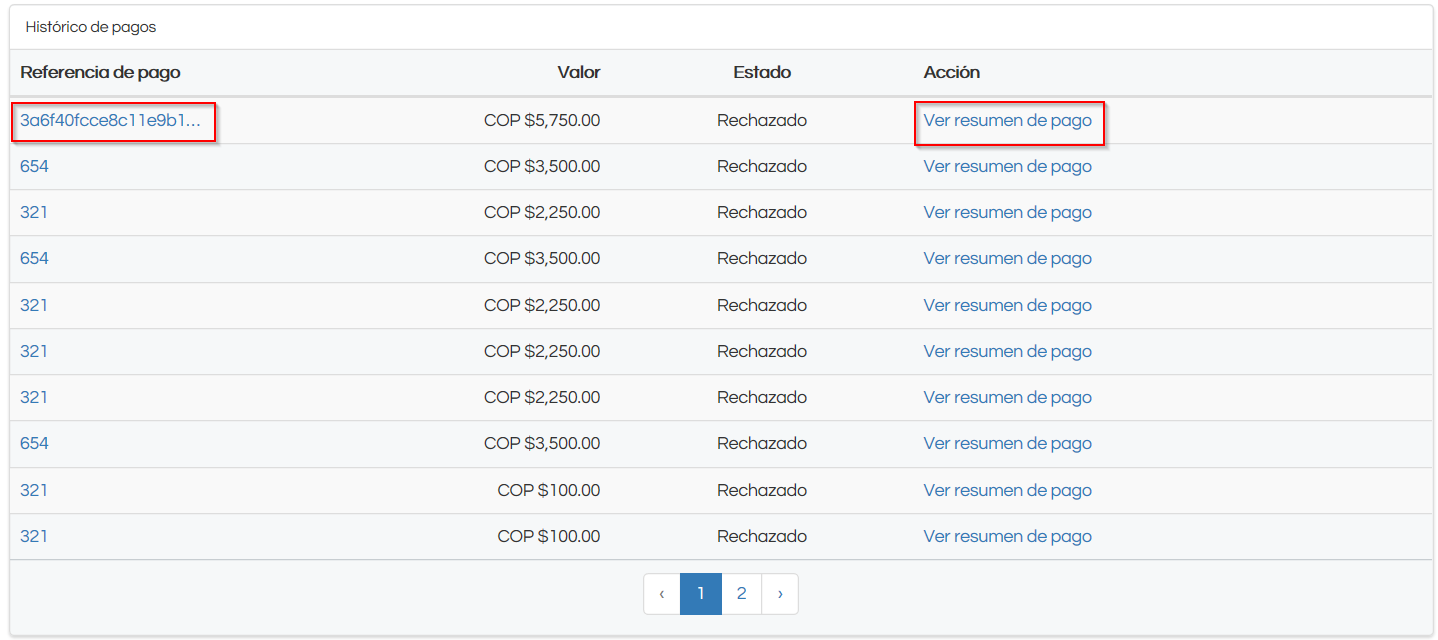 Histórico de pagos
Referencia de pago Valor Estado Acción
3a6f40fcce8c11e9b1... COP $5,750.00 Rechazado Ver resumen de pago
654 COP $3,500.00 Rechazado Ver resumen de pago
321 COP $2,250.00 Rechazado Ver resumen de pago
654 COP $3,500.00 Rechazado Ver resumen de pago
321 COP $2,250.00 Rechazado Ver resumen de pago
321 COP $2,250.00 Rechazado Ver resumen de pago
321 COP $2,250.00 Rechazado Ver resumen de pago
654 COP $3,500.00 Rechazado Ver resumen de pago
321 COP $100.00 Rechazado Ver resumen de pago
321 COP $100.00 Rechazado Ver resumen de pago
‹ 1 2 ›